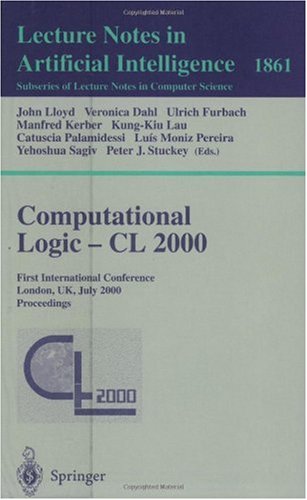 Lecture Notes in
Artificial Intelligence 1861
Subseries of Lecture Notes in Computer Science
John Lloyd Veronica Dahl Ulrich Furbach
Manfred Kerber Kung-Kiu Lau
Catuscia Palamidessi Luís Moniz Pereira
Yehoshua Sagiv Peter J. Stuckey (Eds.)
Computational
Logic – CL 2000
First International Conference
London, UK, July 2000
Proceedings
CL 2000
Springer